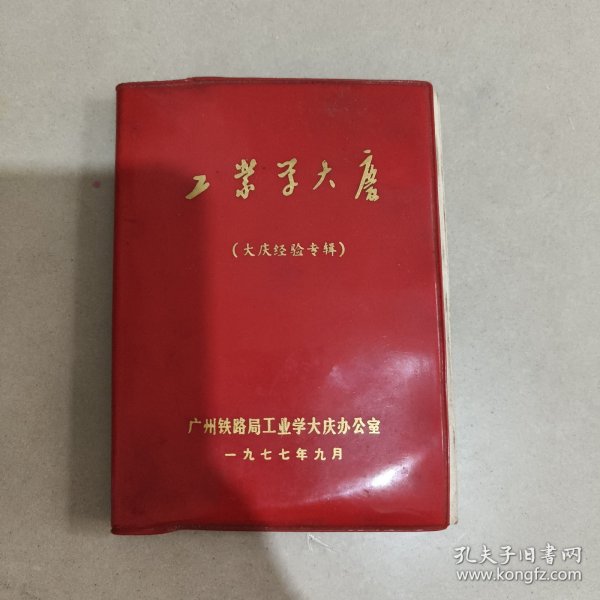 工業学大慶
（大庆经验专辑）
广州铁路局工业学大庆办公室
一九七七年九月
孔夫子旧书网
www.kongfz.com